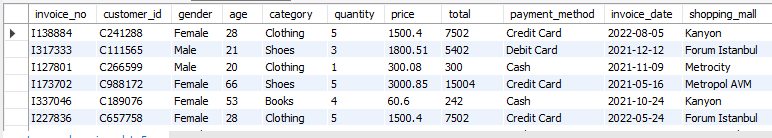 invoice_no customer_id gender age category quantity price total payment_method invoice_date shopping_mall
I138884 C241288 Female 28 Clothing 5 1500.4 7502 Credit Card 2022-08-05 Kanyon
I317333 C111565 Male 21 Shoes 3 1800.51 5402 Debit Card 2021-12-12 Forum Istanbul
I127801 C266599 Male 20 Clothing 1 300.08 300 Cash 2021-11-09 Metrocity
I173702 C988172 Female 66 Shoes 5 3000.85 15004 Credit Card 2021-05-16 Metropol AVM
I337046 C189076 Female 53 Books 4 60.6 242 Cash 2021-10-24 Kanyon
I227836 C657758 Female 28 Clothing 5 1500.4 7502 Credit Card 2022-05-24 Forum Istanbul